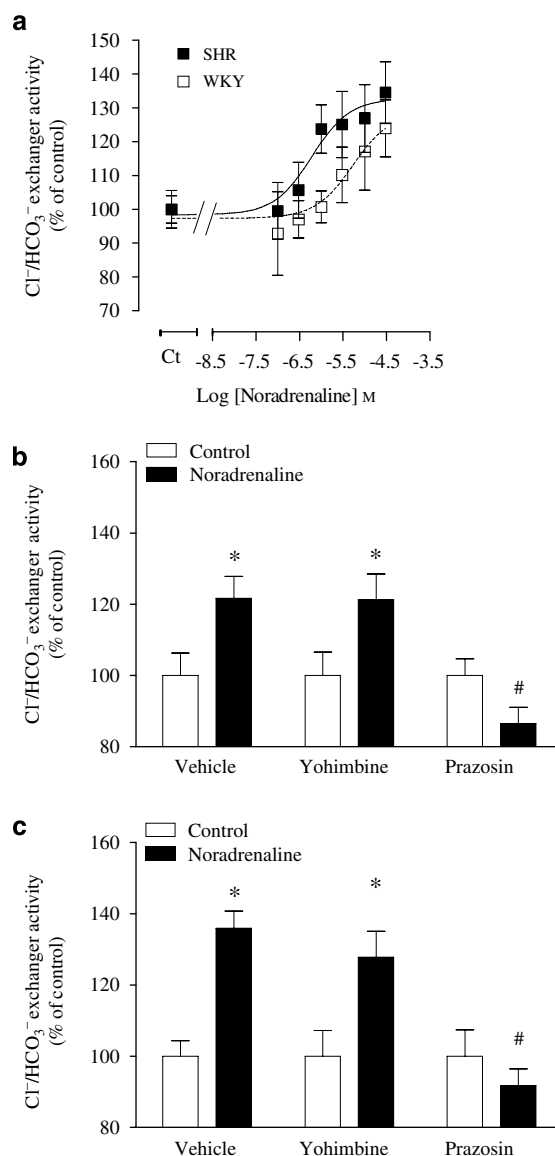 a
150
140
130
120
110
100
90
80
70
Cl⁻/HCO₃⁻ exchanger activity
(% of control)
SHR
WKY
Ct
-8.5 -7.5 -6.5 -5.5 -4.5 -3.5
Log [Noradrenaline] M
b
160
140
120
100
80
Cl⁻/HCO₃⁻ exchanger activity
(% of control)
Control
Noradrenaline
*
*
#
Vehicle Yohimbine Prazosin
c
160
140
120
100
80
Cl⁻/HCO₃⁻ exchanger activity
(% of control)
Control
Noradrenaline
*
*
#
Vehicle Yohimbine Prazosin